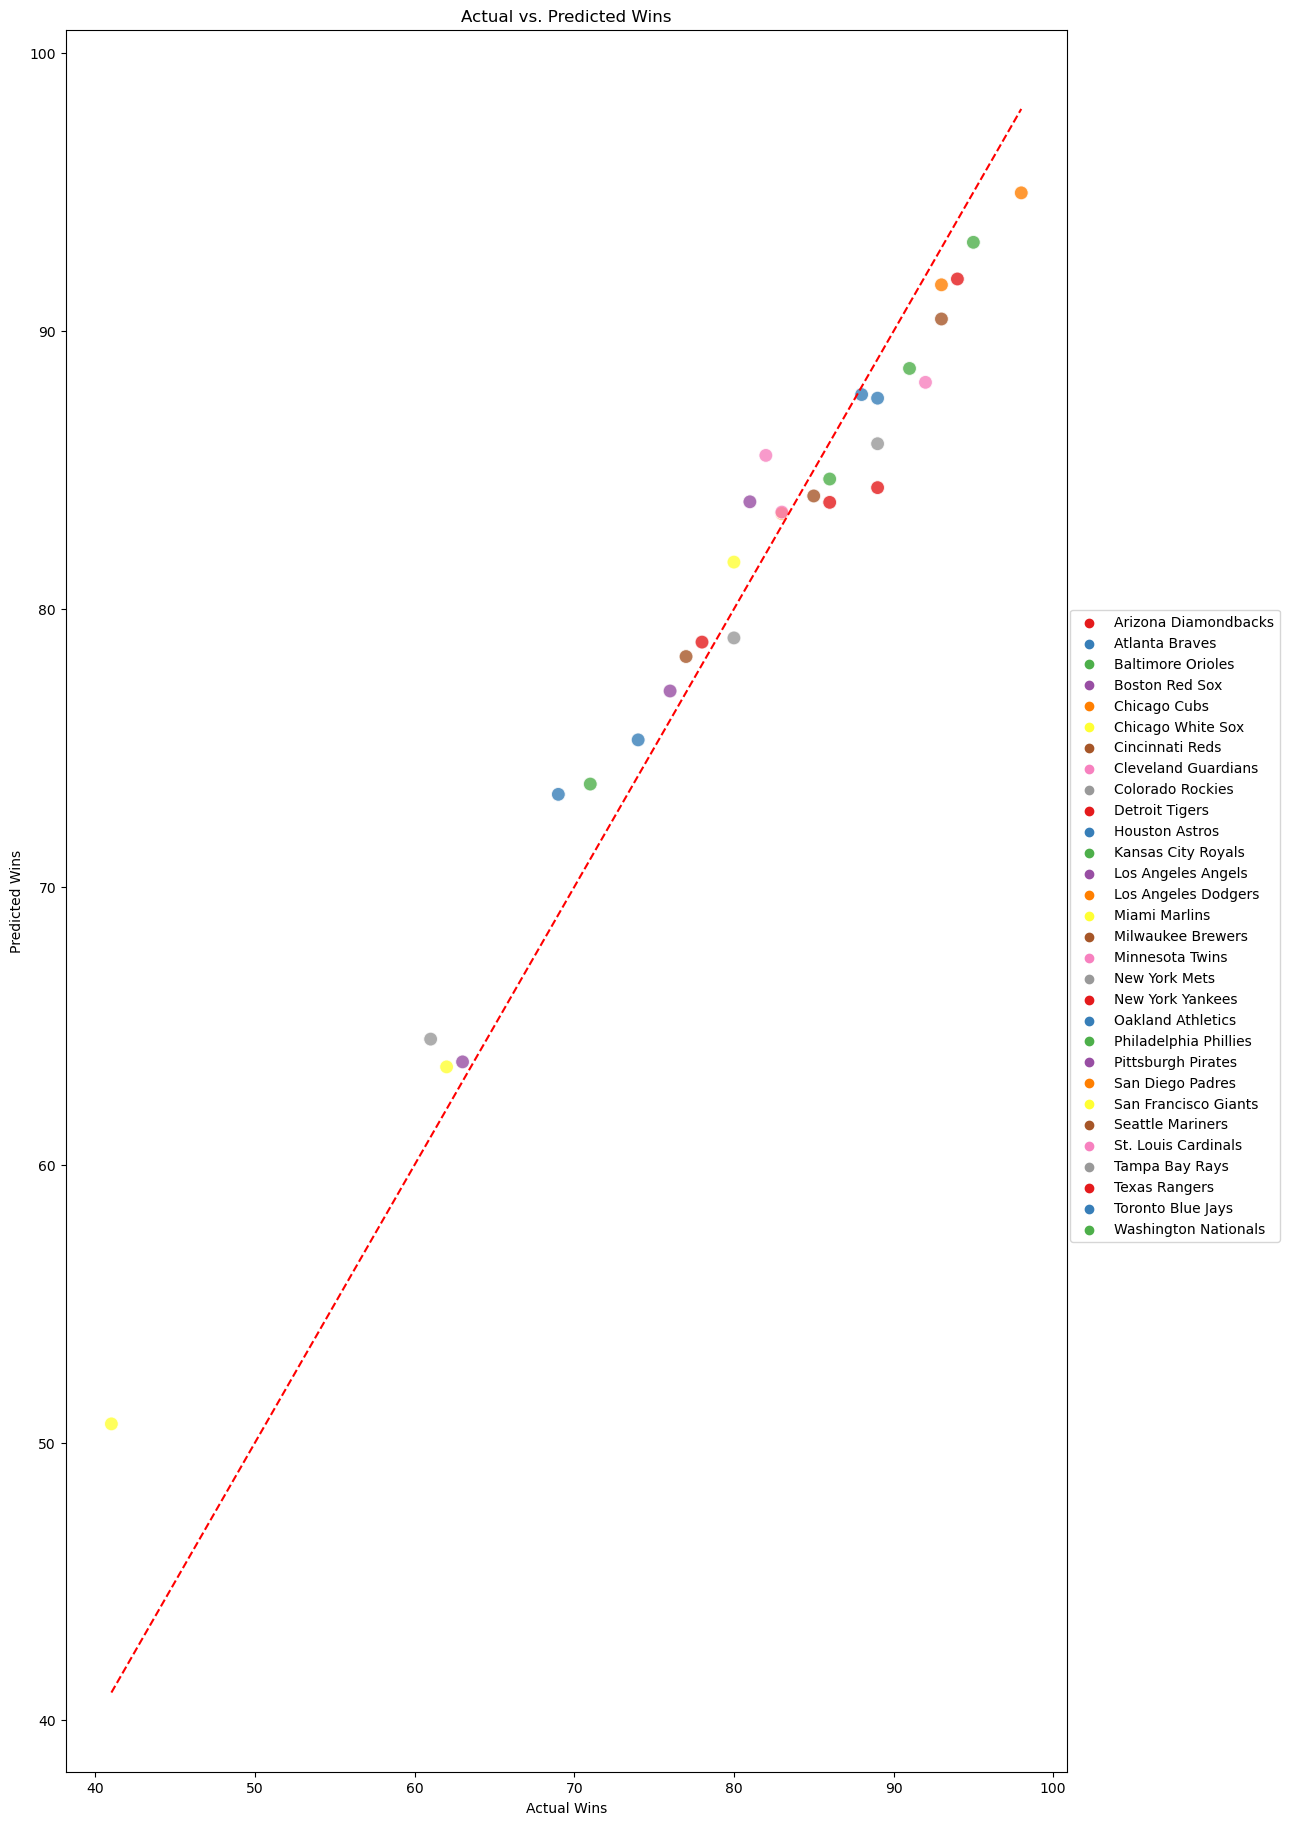 Actual vs. Predicted Wins
100
90
80
70
60
50
40
Predicted Wins
40
50
60
70
80
90
100
Actual Wins
Arizona Diamondbacks
Atlanta Braves
Baltimore Orioles
Boston Red Sox
Chicago Cubs
Chicago White Sox
Cincinnati Reds
Cleveland Guardians
Colorado Rockies
Detroit Tigers
Houston Astros
Kansas City Royals
Los Angeles Angels
Los Angeles Dodgers
Miami Marlins
Milwaukee Brewers
Minnesota Twins
New York Mets
New York Yankees
Oakland Athletics
Philadelphia Phillies
Pittsburgh Pirates
San Diego Padres
San Francisco Giants
Seattle Mariners
St. Louis Cardinals
Tampa Bay Rays
Texas Rangers
Toronto Blue Jays
Washington Nationals